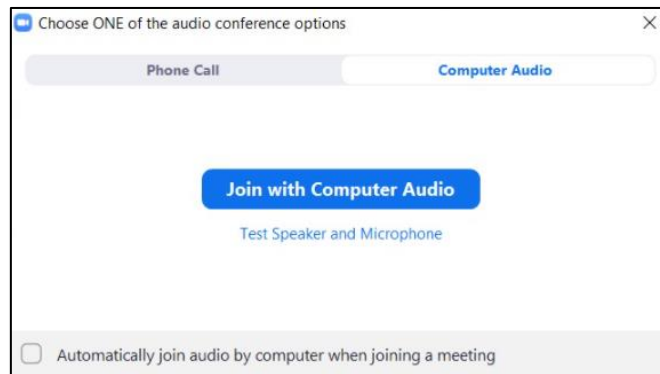 Choose ONE of the audio conference options
Phone Call
Computer Audio
Join with Computer Audio
Test Speaker and Microphone
Automatically join audio by computer when joining a meeting